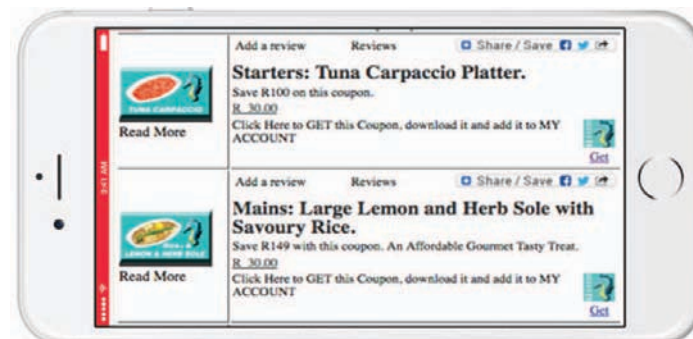 Add a review Reviews Share / Save
Starters: Tuna Carpaccio Platter.
Save R100 on this coupon.
R 30.00
Click Here to GET this Coupon, download it and add it to MY
ACCOUNT
Get
TUNA CARPACCIO
Read More
Add a review Reviews Share / Save
Mains: Large Lemon and Herb Sole with
Savoury Rice.
Save R149 with this coupon. An Affordable Gourmet Tasty Treat.
R 30.00
Click Here to GET this Coupon, download it and add it to MY
ACCOUNT
Get
LEMON & HERB SOLE
Read More